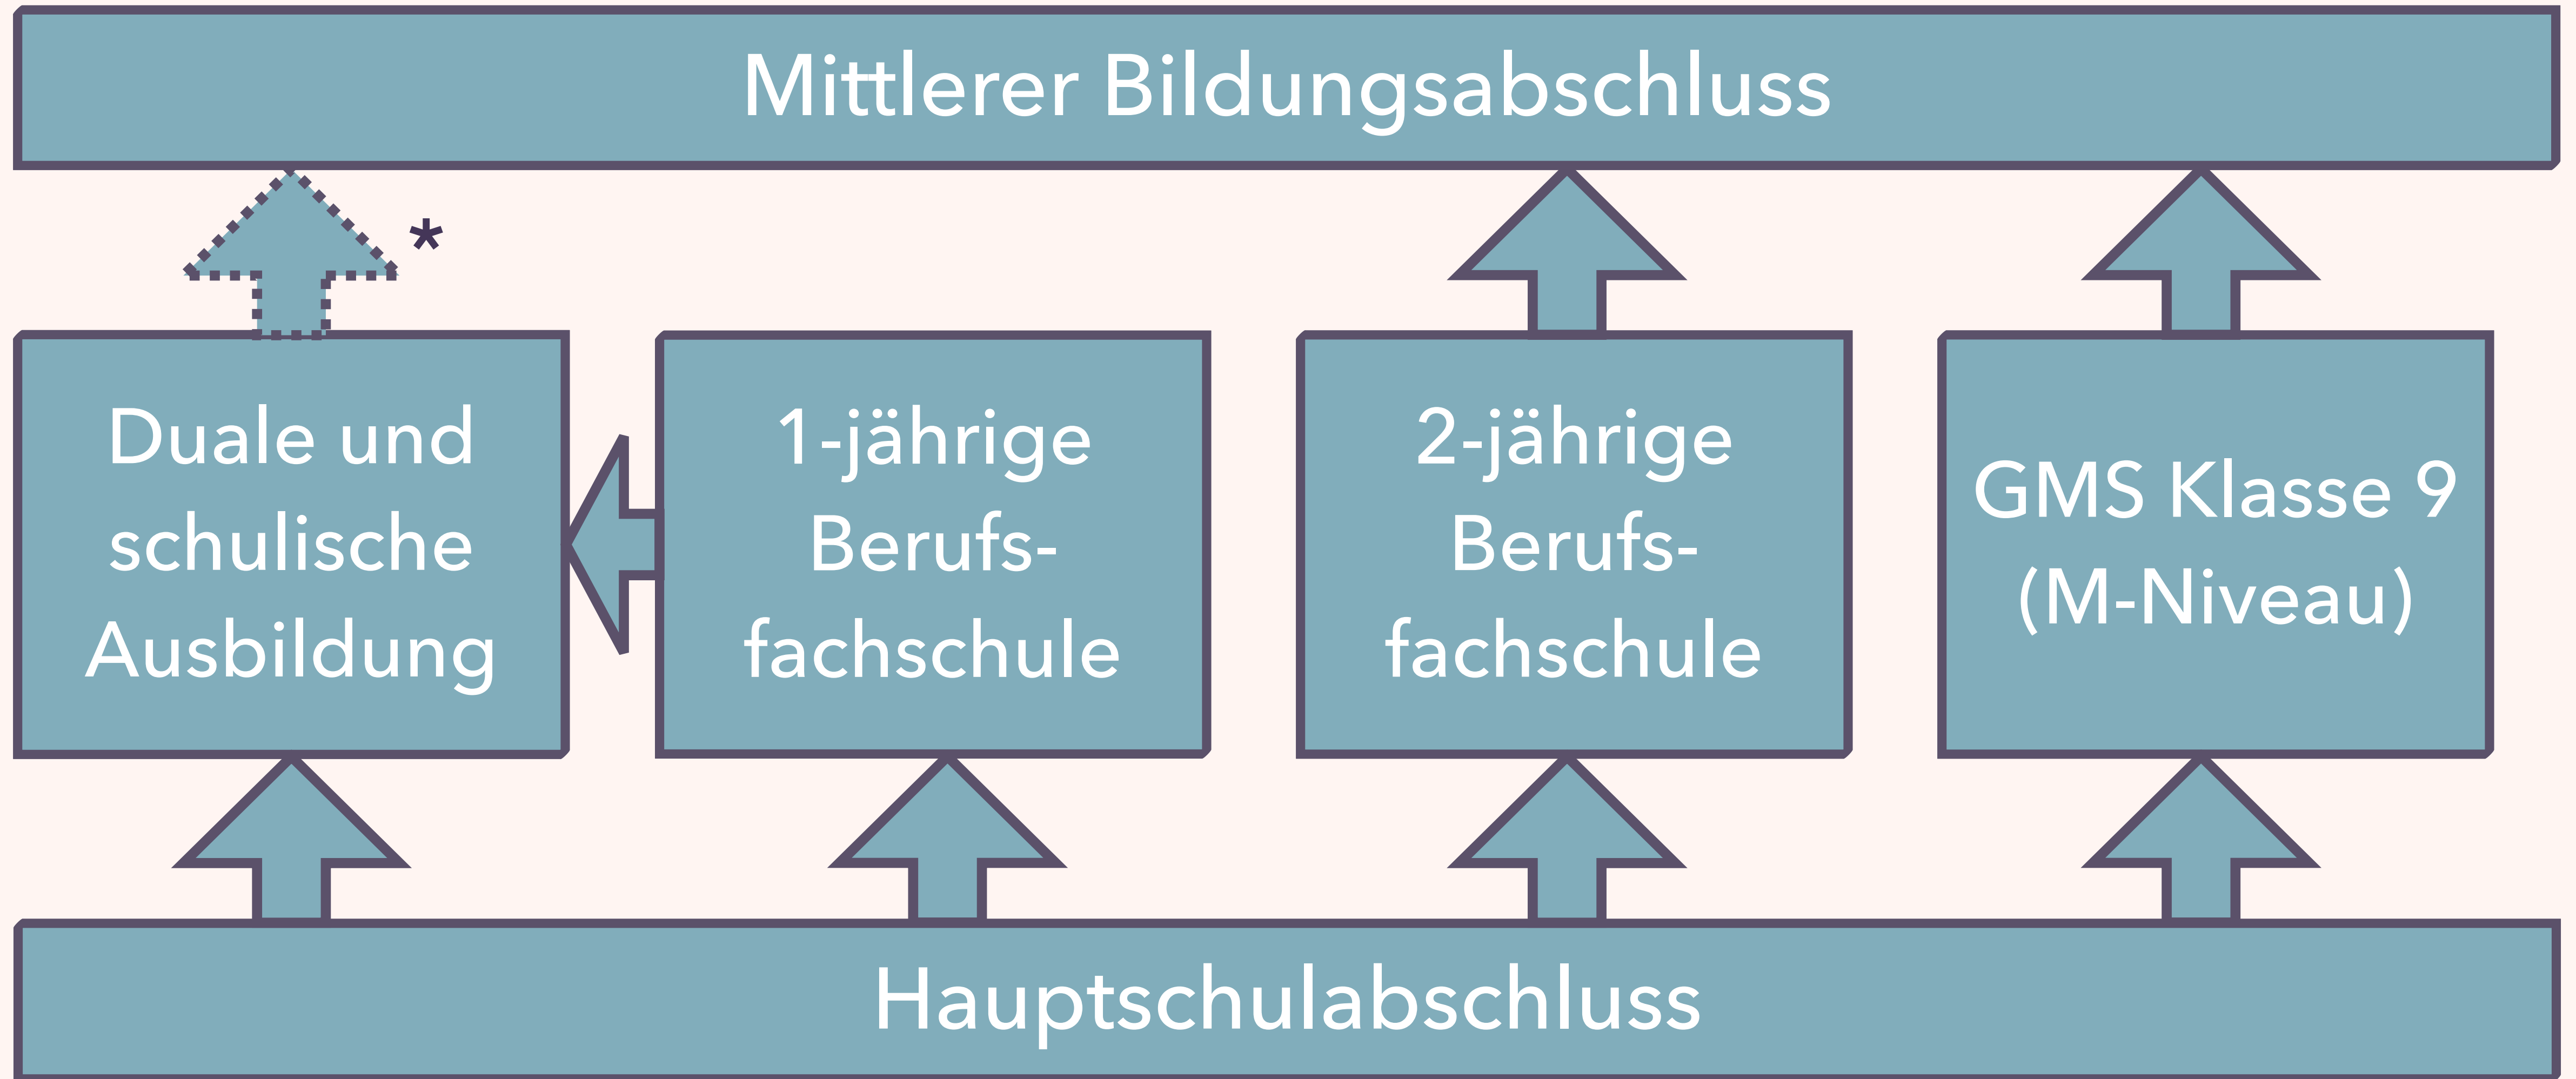 Mittlerer Bildungsabschluss
*
Duale und
schulische
Ausbildung
1-jährige
Berufs-
fachschule
2-jährige
Berufs-
fachschule
GMS Klasse 9
(M-Niveau)
Hauptschulabschluss